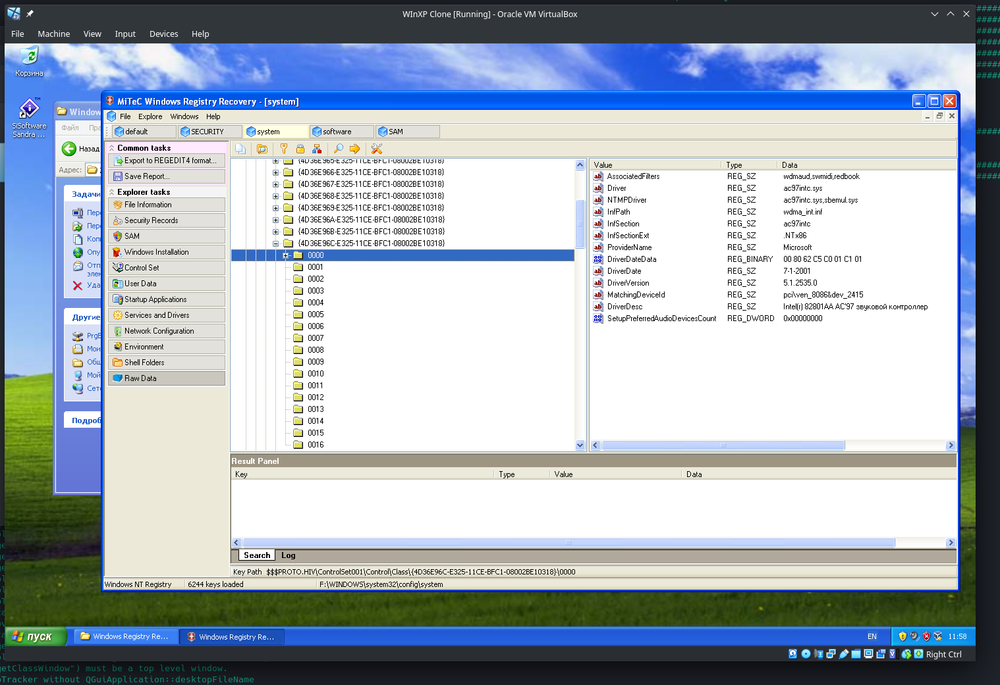 WInXP Clone [Running] - Oracle VM VirtualBox
File Machine View Input Devices Help
Корзина
SiSoftware
Sandra ...
Window
Файл
Назад
Адрес:
Задачи
Пере
Копи
Опу
Отп
элек
Уда
Другие
Мои
Общ
Мой
Сете
Подроб
MiTeC Windows Registry Recovery - [system]
File Explore Windows Help
default SECURITY system software SAM
Common tasks
Export to REGEDIT4 format...
Save Report...
Explorer tasks
File Information
Security Records
SAM
Windows Installation
Control Set
User Data
Startup Applications
Services and Drivers
Network Configuration
Environment
Shell Folders
Raw Data
{4D36E965-E325-11CE-BFC1-08002BE10318}
{4D36E966-E325-11CE-BFC1-08002BE10318}
{4D36E967-E325-11CE-BFC1-08002BE10318}
{4D36E968-E325-11CE-BFC1-08002BE10318}
{4D36E969-E325-11CE-BFC1-08002BE10318}
{4D36E96A-E325-11CE-BFC1-08002BE10318}
{4D36E96B-E325-11CE-BFC1-08002BE10318}
{4D36E96C-E325-11CE-BFC1-08002BE10318}
0000
0001
0002
0003
0004
0005
0006
0007
0008
0009
0010
0011
0012
0013
0014
0015
0016
Value Type Data
AssociatedFilters REG_SZ wdmaud,swmidi,redbook
Driver REG_SZ ac97intc.sys
NTMPDriver REG_SZ ac97intc.sys,sbemul.sys
InfPath REG_SZ wdma_int.inf
InfSection REG_SZ ac97intc
InfSectionExt REG_SZ .NTx86
ProviderName REG_SZ Microsoft
DriverDateData REG_BINARY 00 80 62 C5 C0 01 C1 01
DriverDate REG_SZ 7-1-2001
DriverVersion REG_SZ 5.1.2535.0
MatchingDeviceId REG_SZ pci\ven_8086&dev_2415
DriverDesc REG_SZ Intel(r) 82801AA AC'97 звуковой контроллер
SetupPreferredAudioDevicesCount REG_DWORD 0x00000000
Result Panel
Key Type Value Data
Search Log
Key Path $$$PROTO.HIV\ControlSet001\Control\Class\{4D36E96C-E325-11CE-BFC1-08002BE10318}\0000
Windows NT Registry 6244 keys loaded F:\WINDOWS\system32\config\system
пуск Windows Registry Re... Windows Registry Re... EN 11:58
Right Ctrl
getClassWindow") must be a top level window.
Tracker without QGuiApplication::desktopFileName